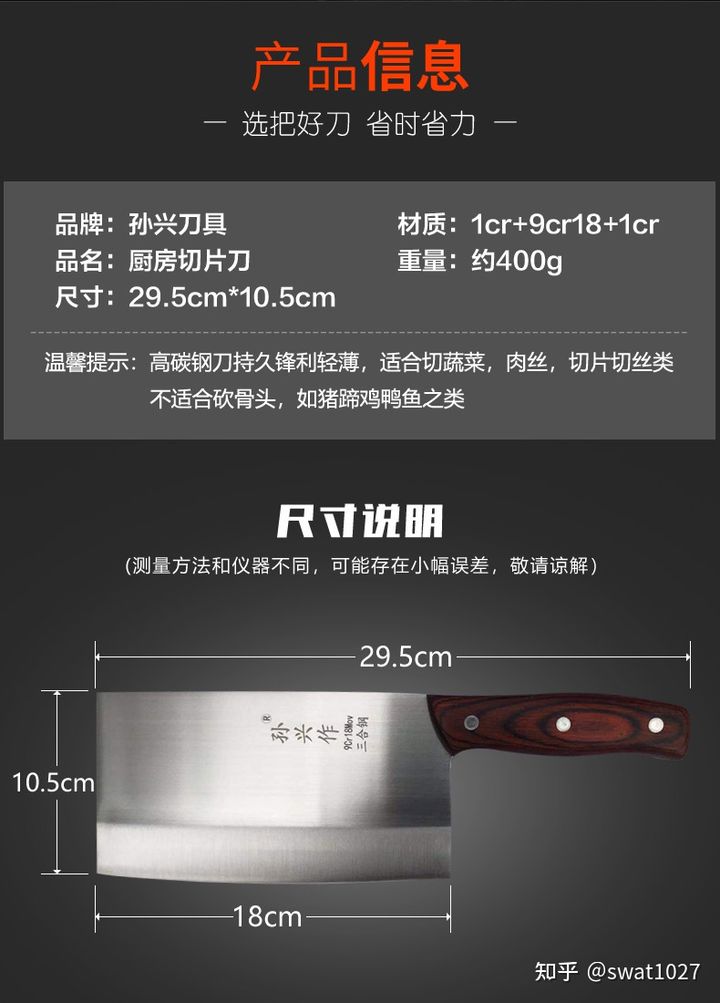 产品信息
— 选把好刀 省时省力 —
品牌：孙兴刀具
材质：1cr+9cr18+1cr
品名：厨房切片刀
重量：约400g
尺寸：29.5cm*10.5cm
温馨提示：高碳钢刀持久锋利轻薄，适合切蔬菜，肉丝，切片切丝类
不适合砍骨头，如猪蹄鸡鸭鱼之类
尺寸说明
(测量方法和仪器不同，可能存在小幅误差，敬请谅解)
29.5cm
®
孙兴作
9Cr18Mov
三合钢
10.5cm
18cm
知乎 @swat1027